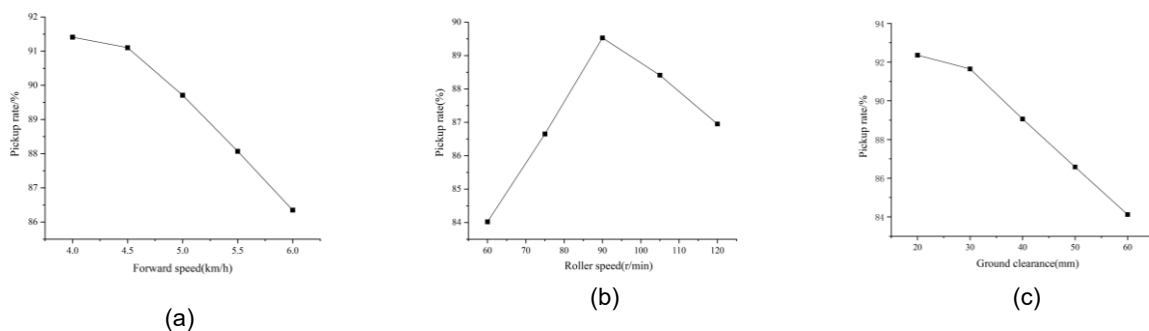 92
91
90
89
88
87
86
Pickup rate/%
4.0 4.5 5.0 5.5 6.0
Forward speed(km/h)
(a)
90
89
88
87
86
85
84
Pickup rate(%)
60 70 80 90 100 110 120
Roller speed(r/min)
(b)
94
92
90
88
86
84
Pickup rate/%
20 30 40 50 60
Ground clearance(mm)
(c)